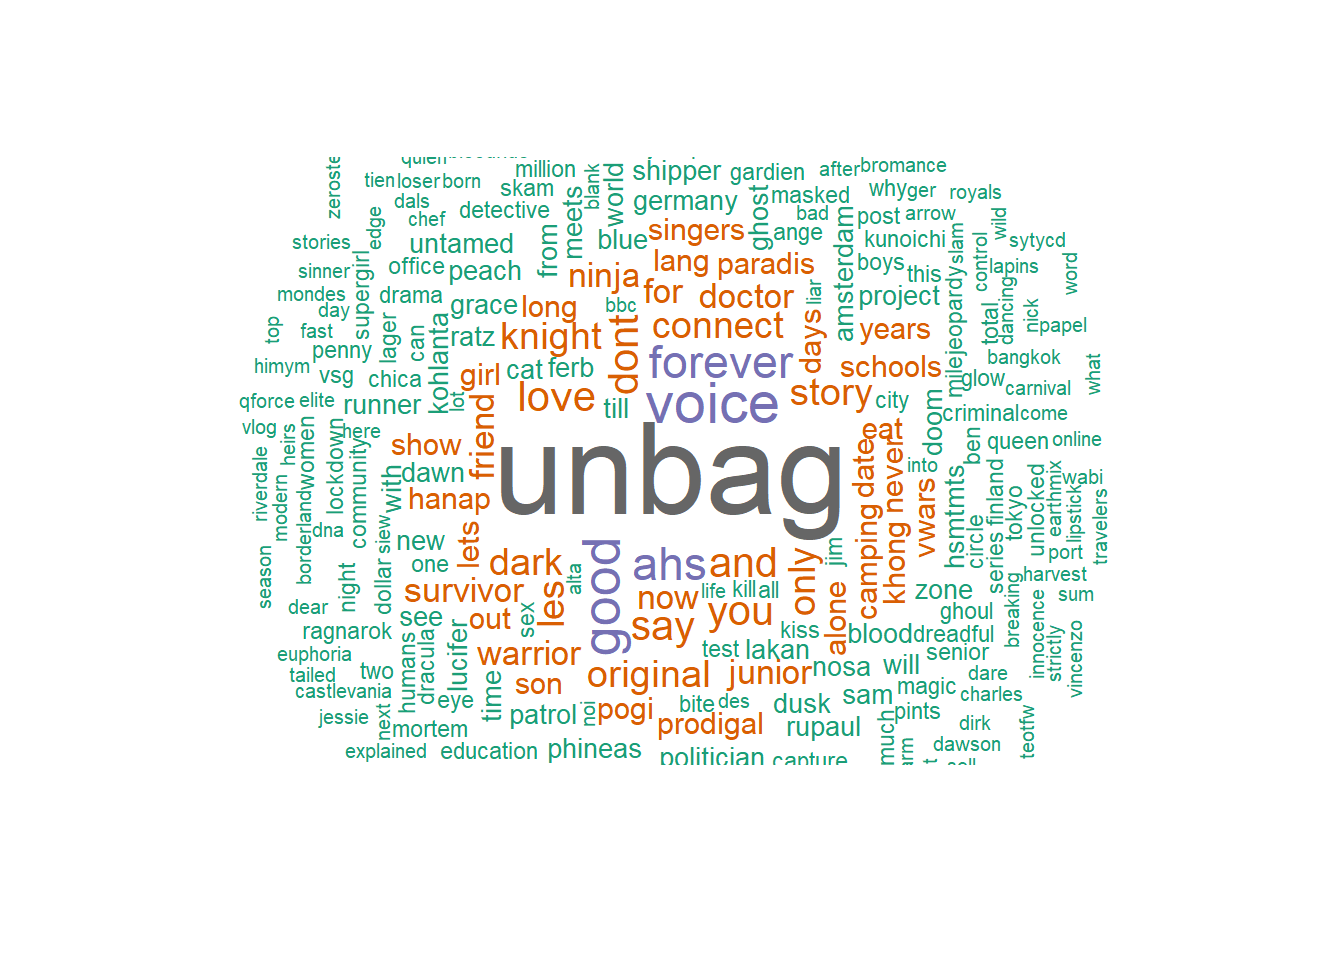 zeroste
quien
million
shipper
gardien
after
bromance
tien
loser
born
skam
blank
world
ghost
masked
why
ger
royals
dals
chef
detective
meets
germany
bad
amsterdam
post
arrow
wild
edge
stories
untamed
from
blue
singers
ange
kunoichi
slam
control
sytycd
sinner
supergirl
office
peach
ninja
lang
paradis
boys
this
lapins
word
mondes
drama
grace
long
bbc
for
doctor
liar
project
milejeopardy
total
dancing
nick
day
top
fast
lager
can
ratz
knight
dont
connect
days
years
nipapel
penny
kohlanta
himym
vsg
chica
girl
cat
ferb
forever
schools
glow
bangkok
carnival
what
qforce
elite
runner
lot
love
till
voice
story
city
doom
criminal
come
vlog
here
heirs
women
show
friend
unbag
eat
date
never
into
ben
queen
online
riverdale
modern
borderland
lockdown
community
with
dawn
hanap
vwars
hsmtmts
finland
unlocked
earthmix
wabi
lipstick
travelers
dna
siew
new
lets
camping
khong
circle
series
tokyo
port
season
night
dollar
one
dark
good
ahs
and
only
jim
zone
harvest
dear
survivor
les
alta
now
life
kill
all
you
alone
ghoul
breaking
sum
ragnarok
see
out
sex
say
kiss
blood
dreadful
innocence
strictly
vincenzo
euphoria
humans
dracula
lucifer
warrior
test
lakan
nosa
will
senior
tailed
two
son
original
junior
magic
dare
castlevania
eye
time
noi
bite
des
dusk
sam
charles
jessie
next
mortem
patrol
pogi
prodigal
rupaul
much
pints
dirk
teotfw
explained
education
phineas
politician
capture
arm
dawson